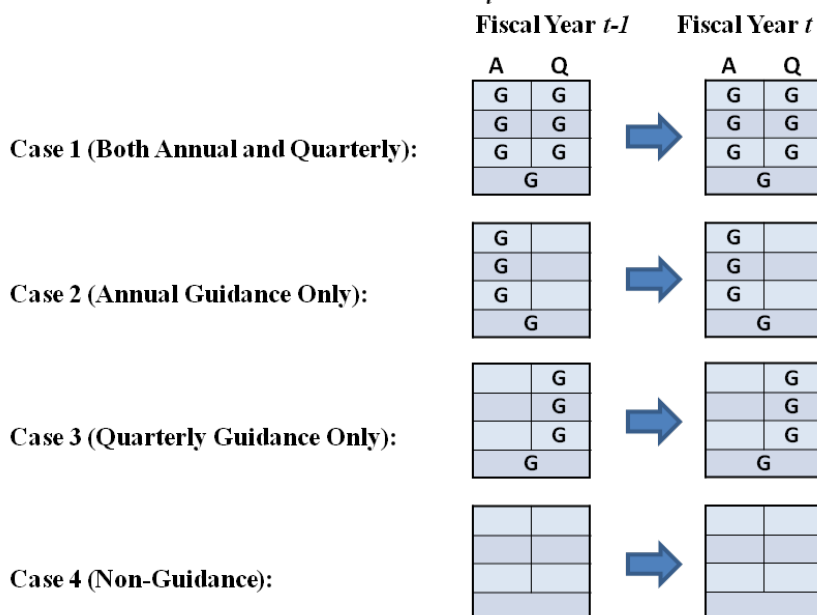 Fiscal Year t-1 Fiscal Year t
A Q A Q
G G G G
G G G G
Case 1 (Both Annual and Quarterly):
G G G G
G G
G G
G G
Case 2 (Annual Guidance Only):
G G
G G
G G
G G
Case 3 (Quarterly Guidance Only):
G G
G G
Case 4 (Non-Guidance):